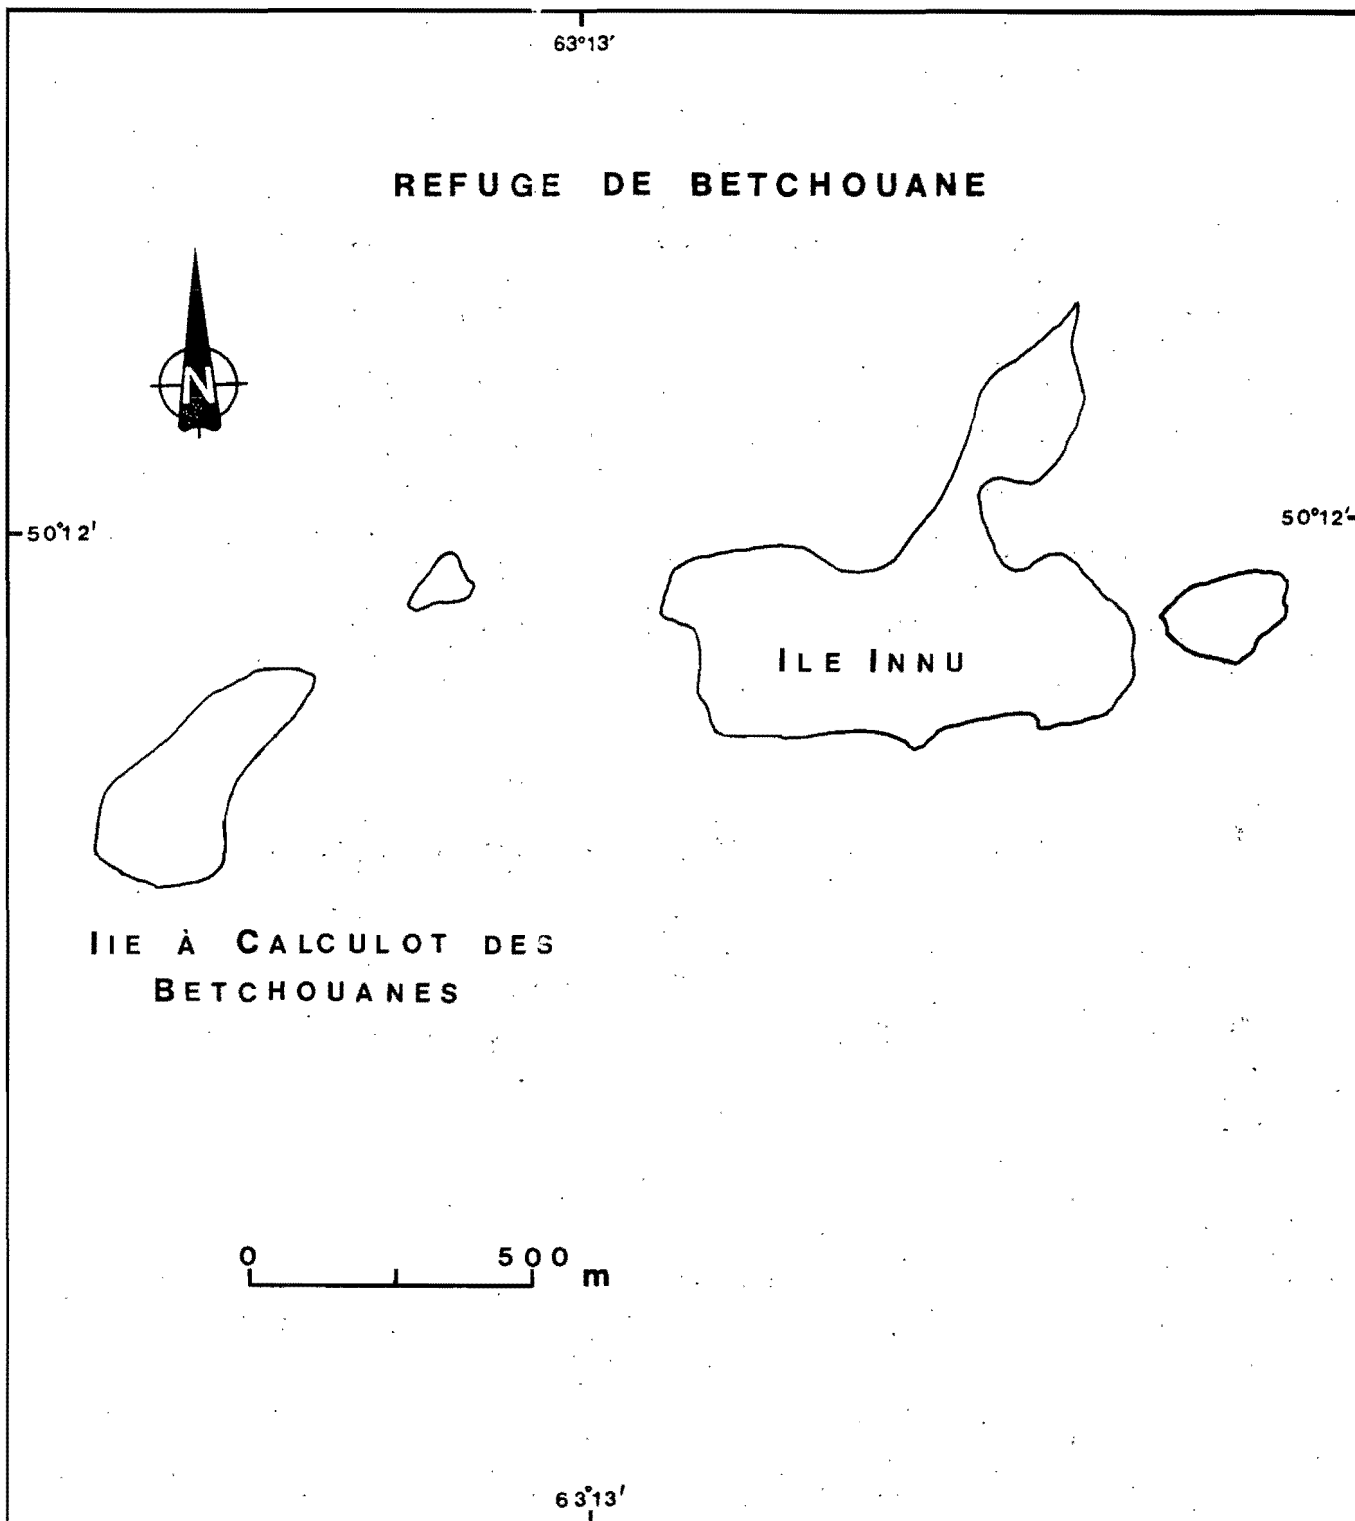 63°13'
REFUGE DE BETCHOUANE
N
50°12'
50°12'
ILE INNU
IIE À CALCULOT DES
BETCHOUANES
0 500 m
63°13'